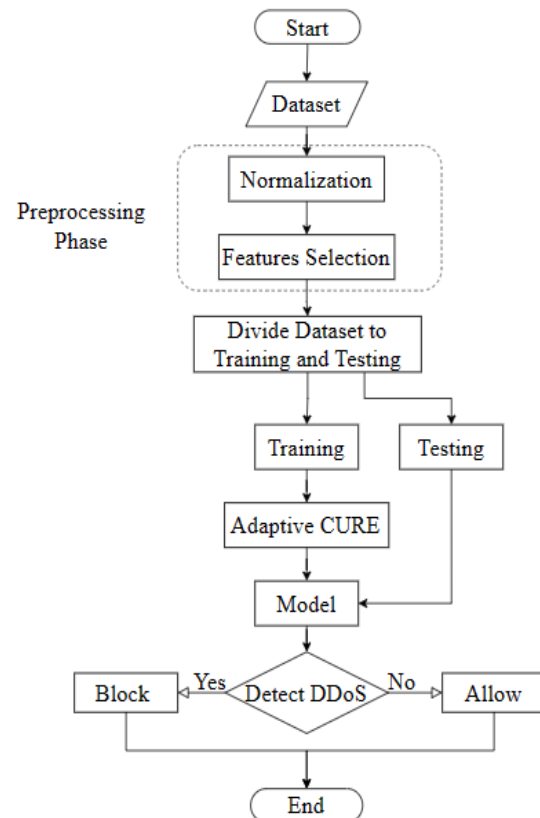 Start
Dataset
Normalization
Preprocessing
Phase
Features Selection
Divide Dataset to
Training and Testing
Training
Testing
Adaptive CURE
Model
Block
Yes
Detect DDoS
No
Allow
End